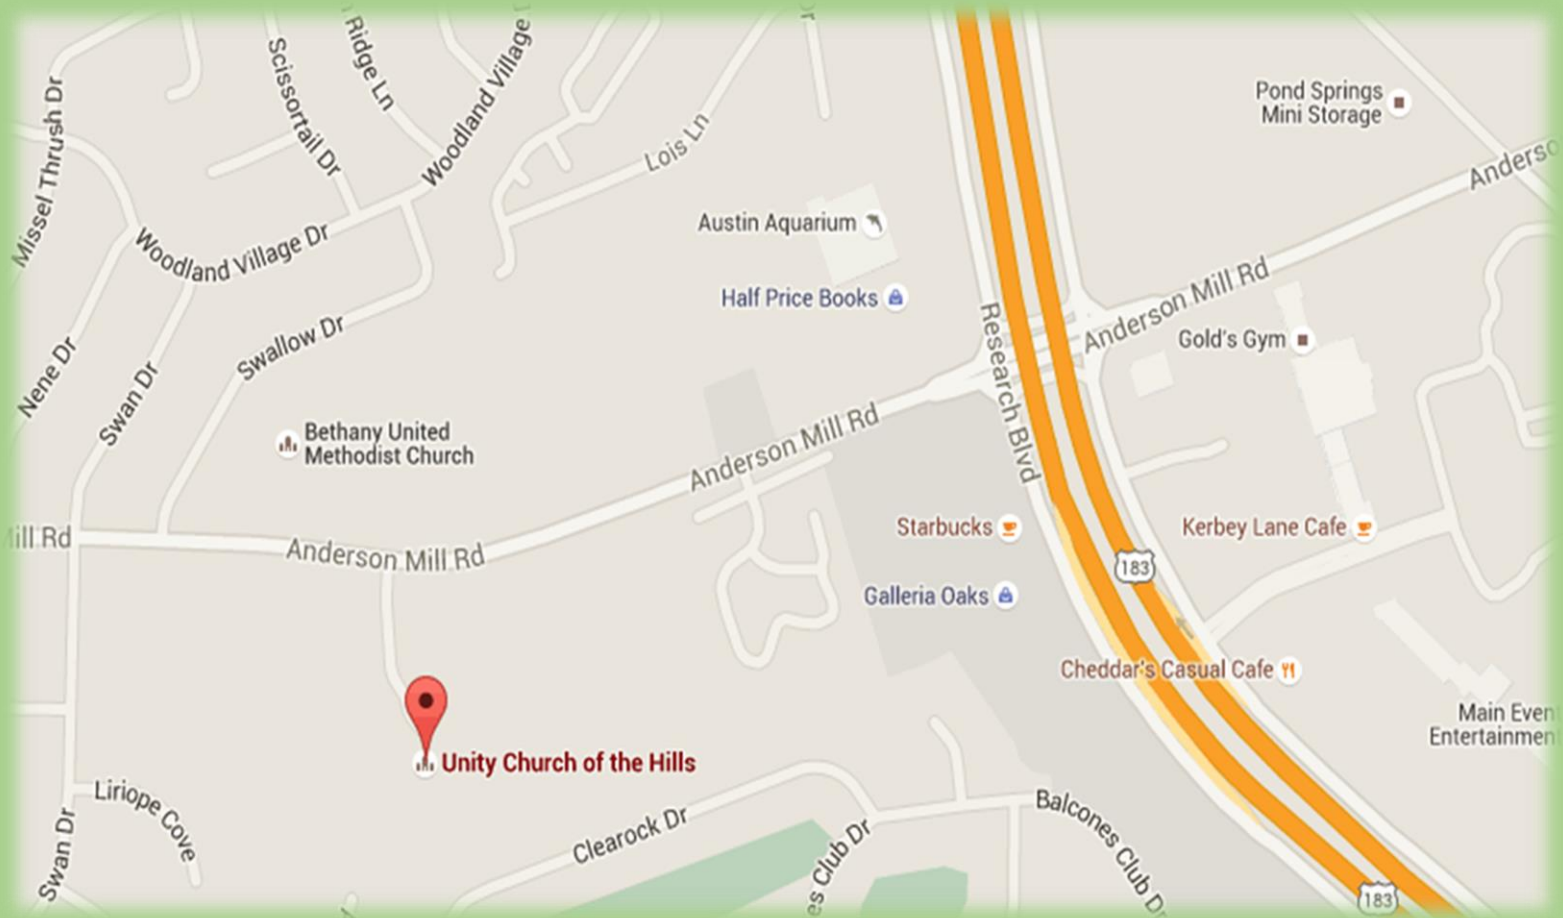 Missel Thrush Dr
Scissortail Dr
Ridge Ln
Woodland Village
Lois Ln
Pond Springs
Mini Storage
Anderso
Austin Aquarium
Woodland Village Dr
Half Price Books
Anderson Mill Rd
Research Blvd
Gold's Gym
Swallow Dr
Nene Dr
Swan Dr
Bethany United
Methodist Church
Anderson Mill Rd
Mill Rd
Anderson Mill Rd
Starbucks
Kerbey Lane Cafe
183
Galleria Oaks
Cheddar's Casual Cafe
Main Even
Entertainmen
Unity Church of the Hills
Liriope Cove
Swan Dr
Clearock Dr
es Club Dr
Balcones Club Dr
183